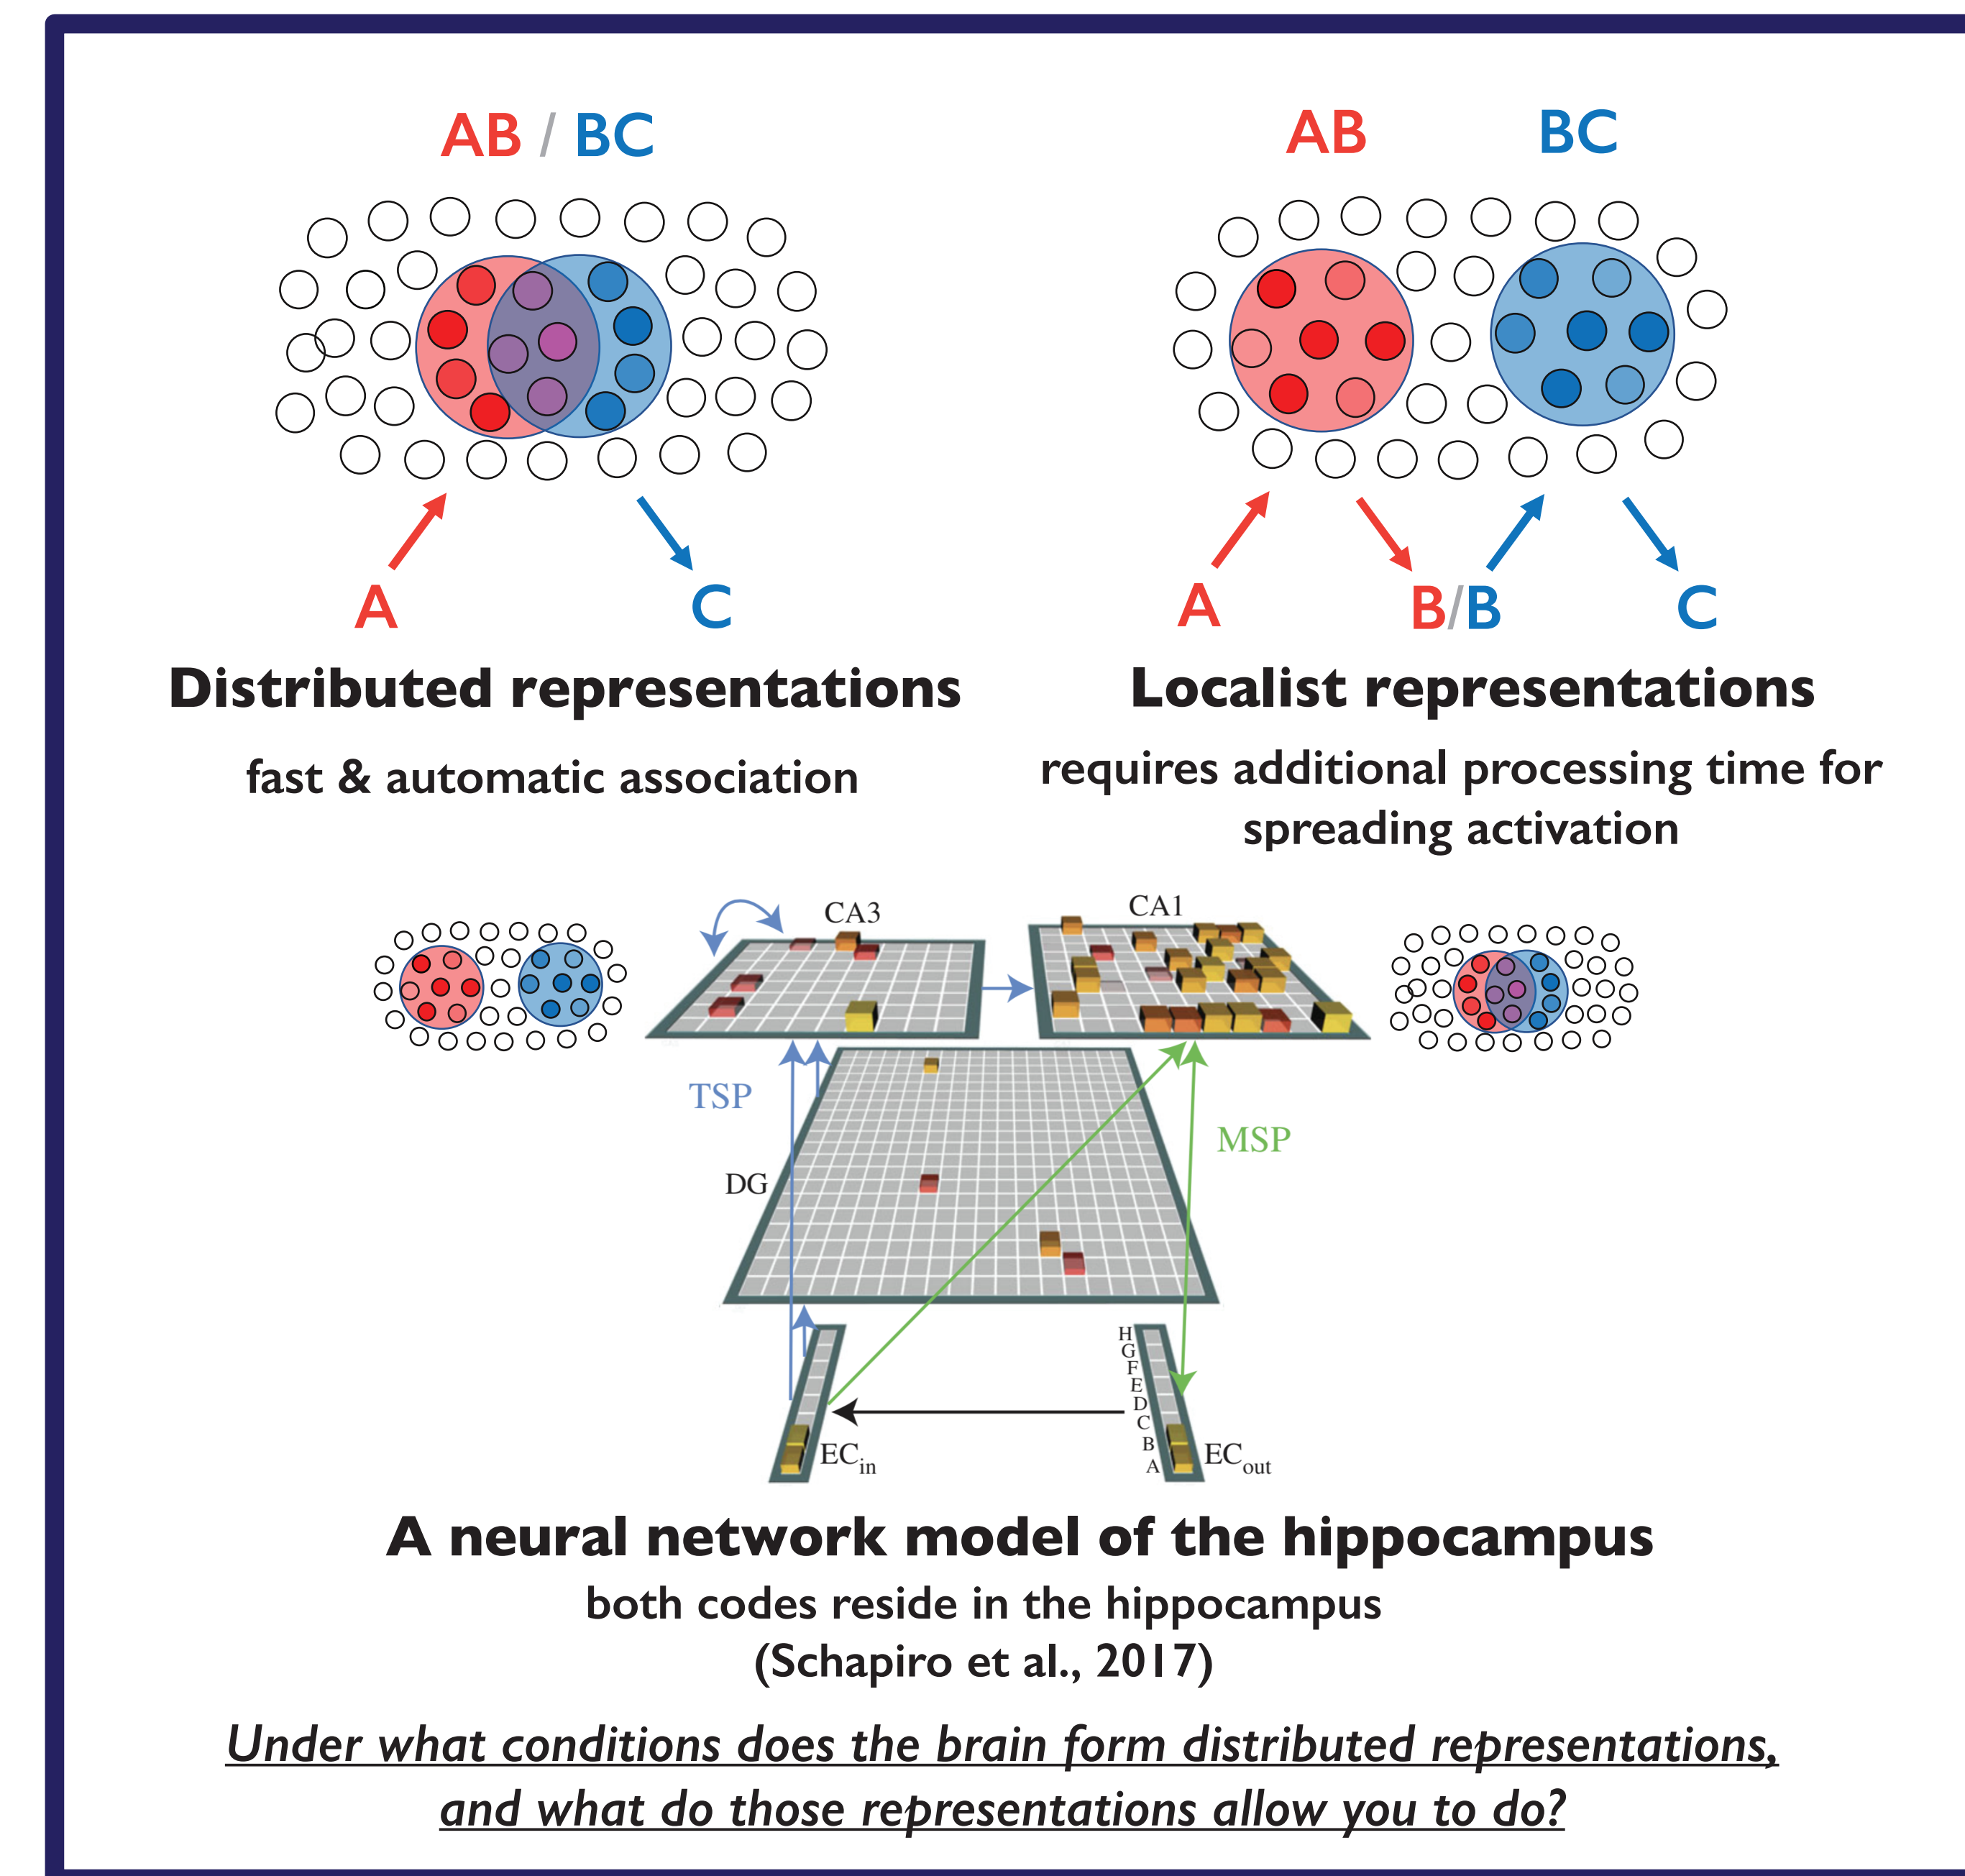 AB / BC
AB
BC
A
C
A
B/B
C
Distributed representations
fast & automatic association
Localist representations
requires additional processing time for
spreading activation
CA3
CA1
TSP
MSP
DG
H
G
F
E
D
C
B
A
ECin
ECout
A neural network model of the hippocampus
both codes reside in the hippocampus
(Schapiro et al., 2017)
Under what conditions does the brain form distributed representations,
and what do those representations allow you to do?